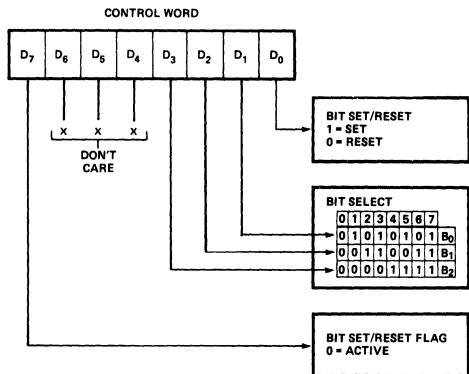 CONTROL WORD
D7 D6 D5 D4 D3 D2 D1 D0
X X X
DON'T
CARE
BIT SET/RESET
1 = SET
0 = RESET
BIT SELECT
0 1 2 3 4 5 6 7
0 1 0 1 0 1 0 1 B0
0 0 1 1 0 0 1 1 B1
0 0 0 0 1 1 1 1 B2
BIT SET/RESET FLAG
0 = ACTIVE